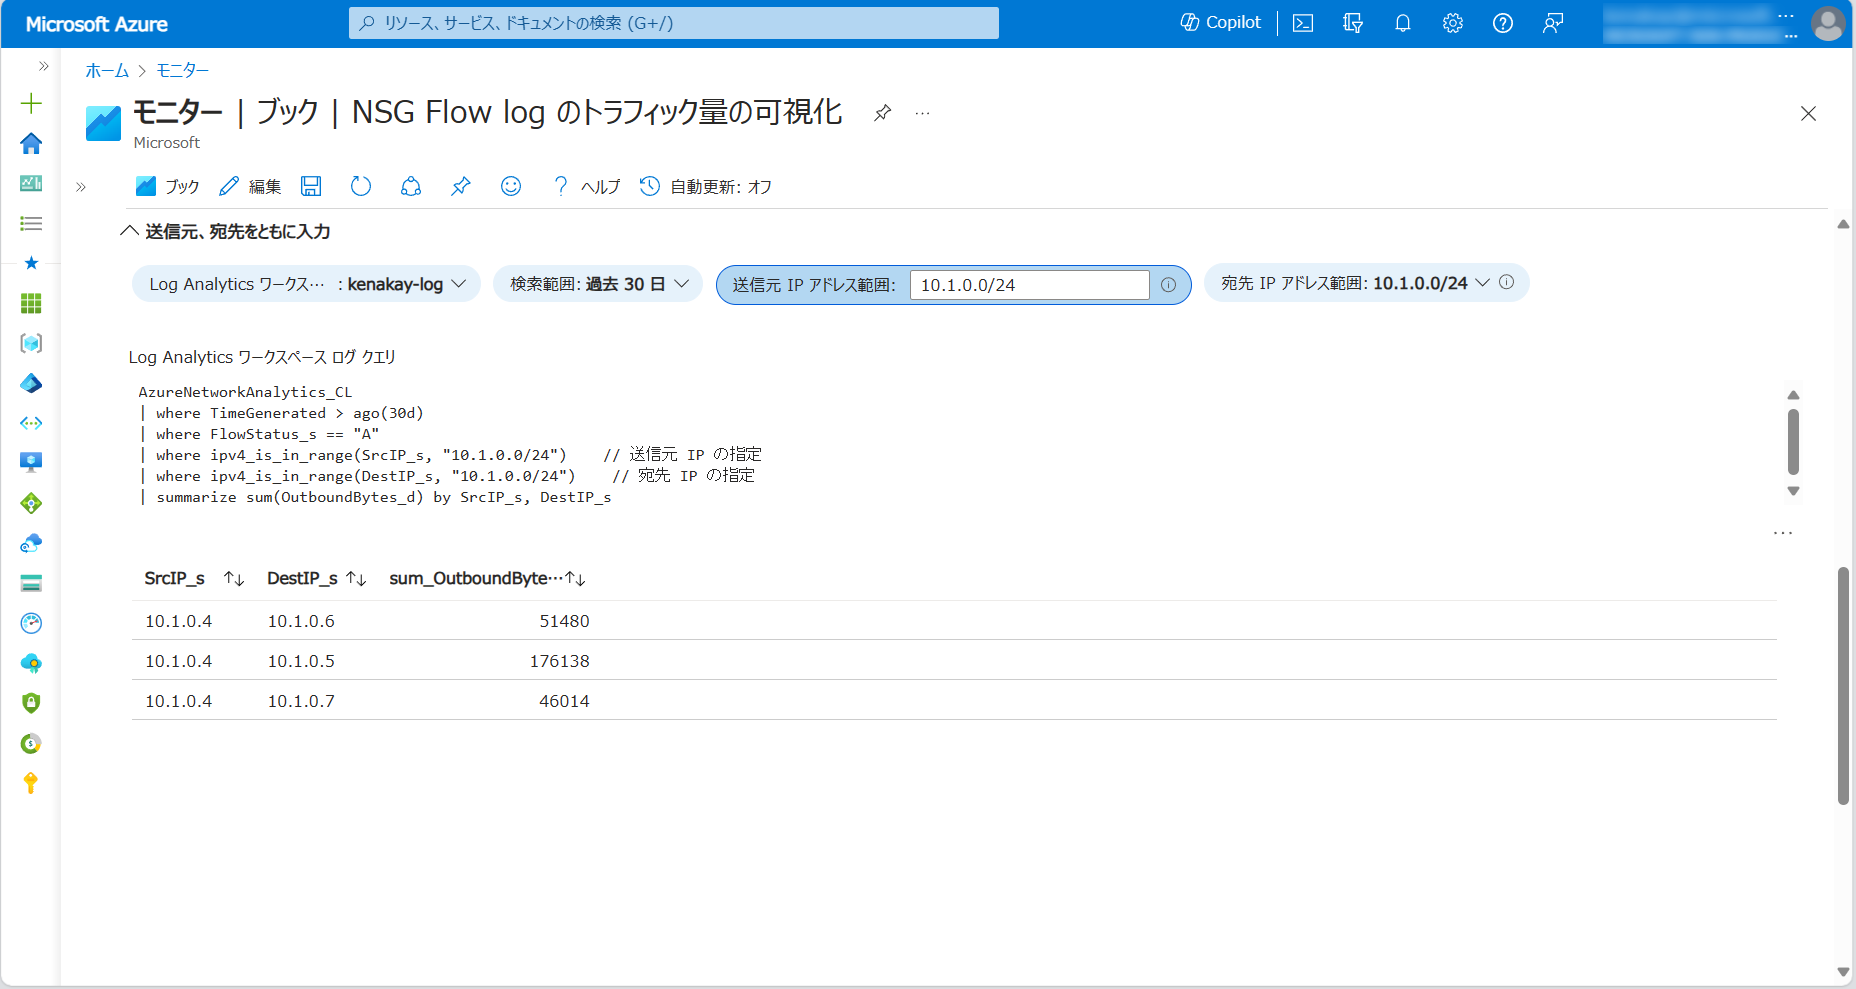 Microsoft Azure
リソース、サービス、ドキュメントの検索 (G+/)
Copilot
ホーム > モニター
モニター | ブック | NSG Flow log のトラフィック量の可視化
Microsoft
ブック 編集 ヘルプ 自動更新: オフ
送信元、宛先をともに入力
Log Analytics ワークス… : kenakay-log
検索範囲: 過去 30 日
送信元 IP アドレス範囲: 10.1.0.0/24
宛先 IP アドレス範囲: 10.1.0.0/24
Log Analytics ワークスペース ログ クエリ
AzureNetworkAnalytics_CL
| where TimeGenerated > ago(30d)
| where FlowStatus_s == "A"
| where ipv4_is_in_range(SrcIP_s, "10.1.0.0/24") // 送信元 IP の指定
| where ipv4_is_in_range(DestIP_s, "10.1.0.0/24") // 宛先 IP の指定
| summarize sum(OutboundBytes_d) by SrcIP_s, DestIP_s
SrcIP_s ↑↓ DestIP_s ↑↓ sum_OutboundByte…↑↓
10.1.0.4 10.1.0.6 51480
10.1.0.4 10.1.0.5 176138
10.1.0.4 10.1.0.7 46014